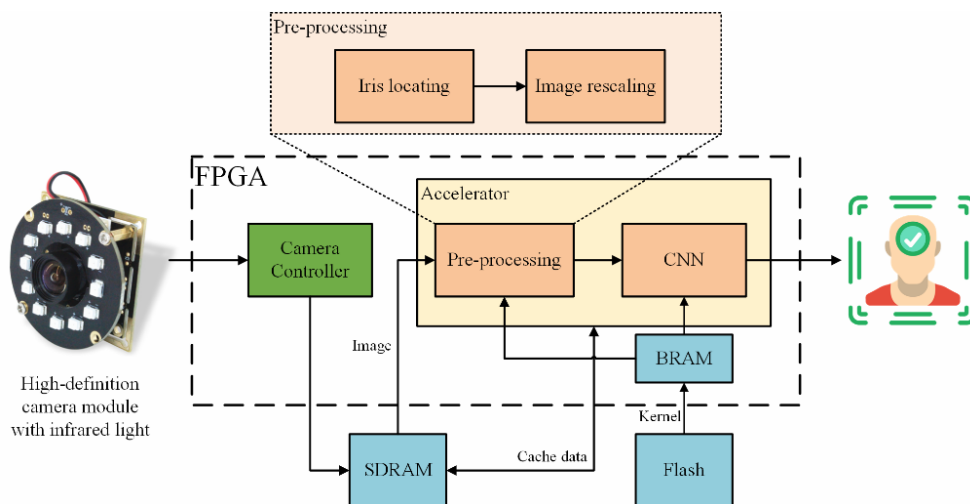 Pre-processing
Iris locating
Image rescaling
FPGA
Accelerator
Camera
Controller
Pre-processing
CNN
Image
BRAM
High-definition
camera module
with infrared light
Kernel
SDRAM
Cache data
Flash